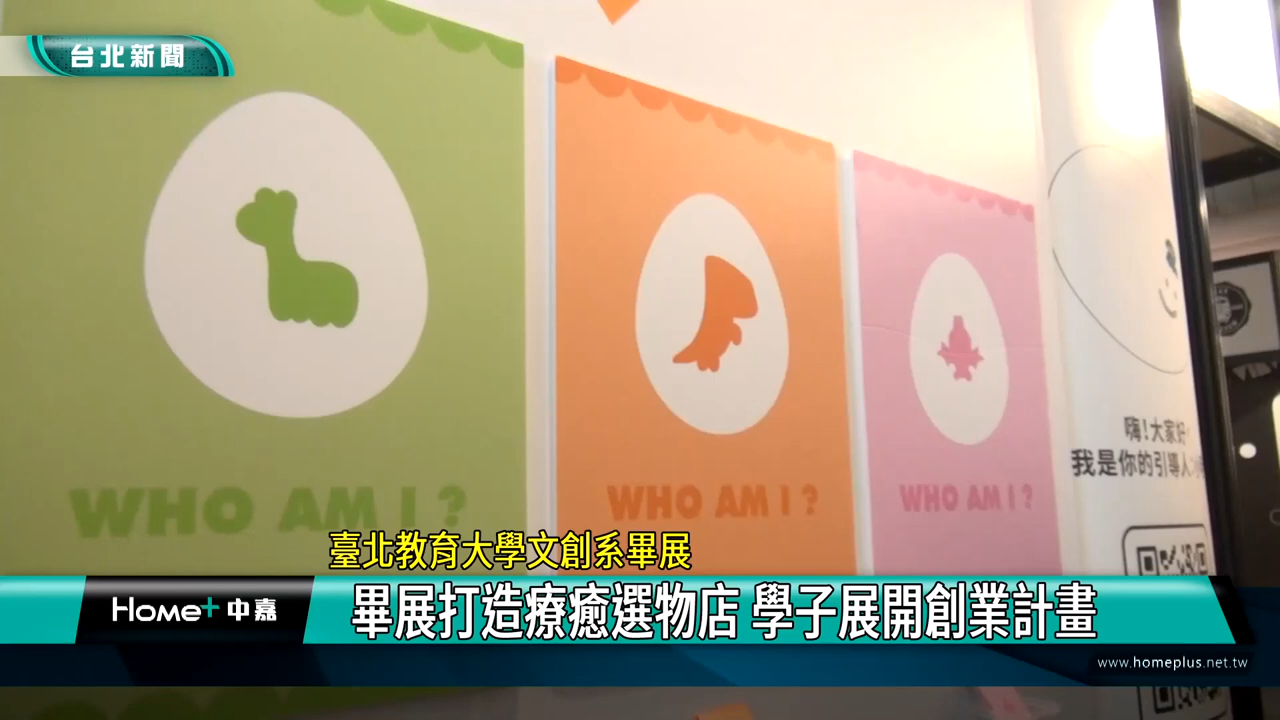 台北新聞
WHO AM I ?
WHO AM I ?
WHO AM I ?
嗨!大家好
我是你的引導人
臺北教育大學文創系畢展
Home+中嘉
畢展打造療癒選物店 學子展開創業計畫
www.homeplus.net.tw